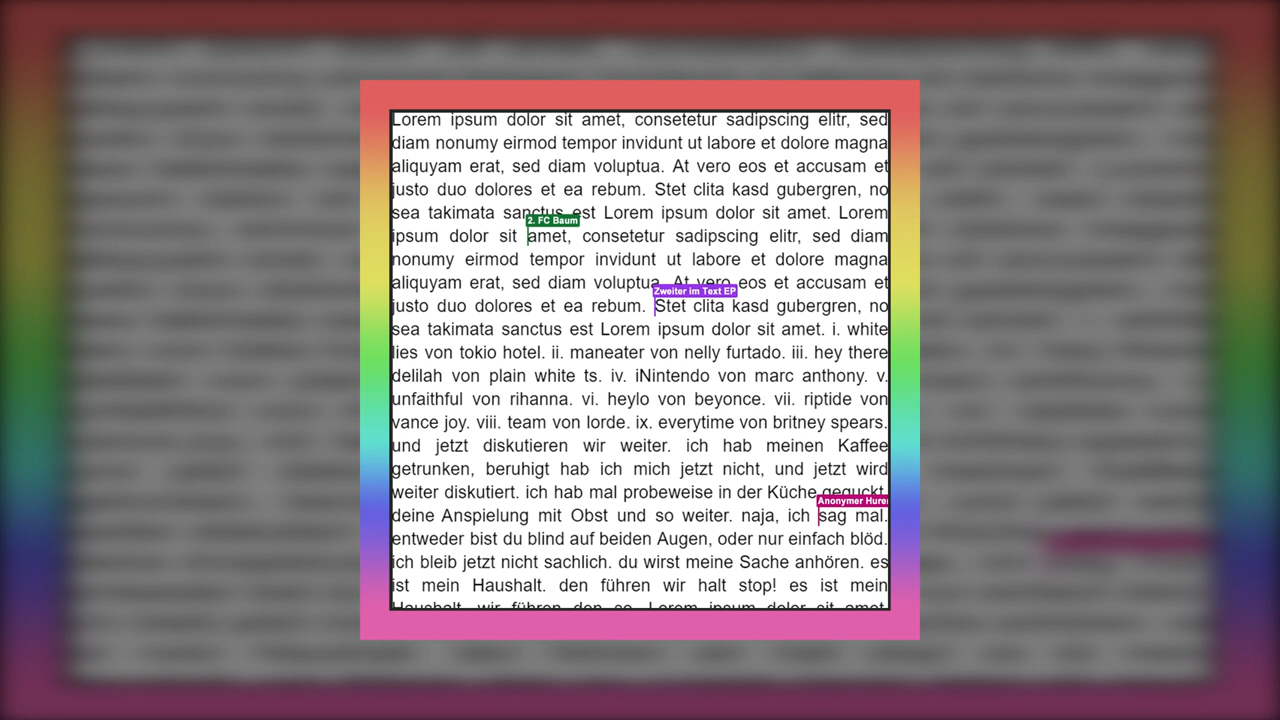 Lorem ipsum dolor sit amet, consetetur sadipscing elitr, sed
diam nonumy eirmod tempor invidunt ut labore et dolore magna
aliquyam erat, sed diam voluptua. At vero eos et accusam et
justo duo dolores et ea rebum. Stet clita kasd gubergren, no
sea takimata sanctus est Lorem ipsum dolor sit amet. Lorem
2. FC Baum
ipsum dolor sit amet, consetetur sadipscing elitr, sed diam
nonumy eirmod tempor invidunt ut labore et dolore magna
aliquyam erat, sed diam voluptua. At vero eos et accusam et
Zweiter im Text EP
justo duo dolores et ea rebum. Stet clita kasd gubergren, no
sea takimata sanctus est Lorem ipsum dolor sit amet. i. white
lies von tokio hotel. ii. maneater von nelly furtado. iii. hey there
delilah von plain white ts. iv. iNintendo von marc anthony. v.
unfaithful von rihanna. vi. heylo von beyonce. vii. riptide von
vance joy. viii. team von lorde. ix. everytime von britney spears.
und jetzt diskutieren wir weiter. ich hab meinen Kaffee
getrunken, beruhigt hab ich mich jetzt nicht, und jetzt wird
weiter diskutiert. ich hab mal probeweise in der Küche geguckt,
Anonymer Huren
deine Anspielung mit Obst und so weiter. naja, ich sag mal.
entweder bist du blind auf beiden Augen, oder nur einfach blöd.
ich bleib jetzt nicht sachlich. du wirst meine Sache anhören. es
ist mein Haushalt. den führen wir halt stop! es ist mein
Haushalt. wir führen den so. Lorem ipsum dolor sit amet,